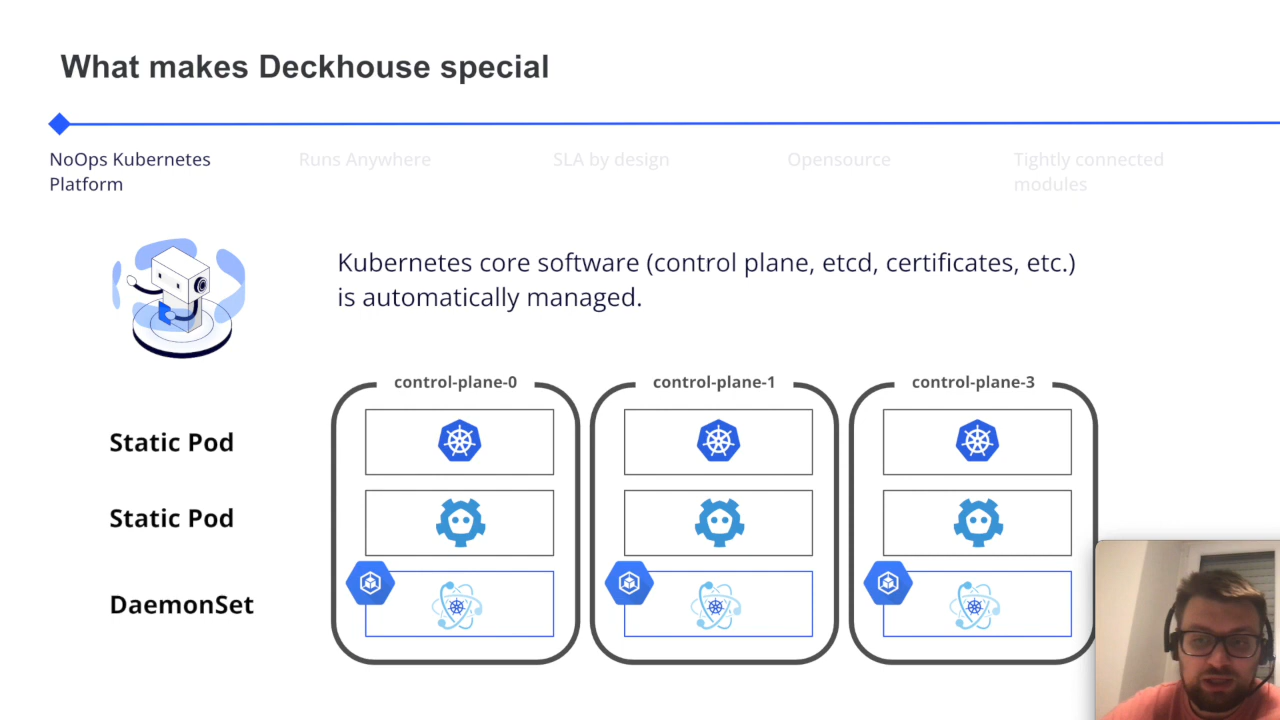 What makes Deckhouse special
NoOps Kubernetes
Platform
Runs Anywhere
SLA by design
Opensource
Tightly connected
modules
Kubernetes core software (control plane, etcd, certificates, etc.)
is automatically managed.
control-plane-0
control-plane-1
control-plane-3
Static Pod
Static Pod
DaemonSet